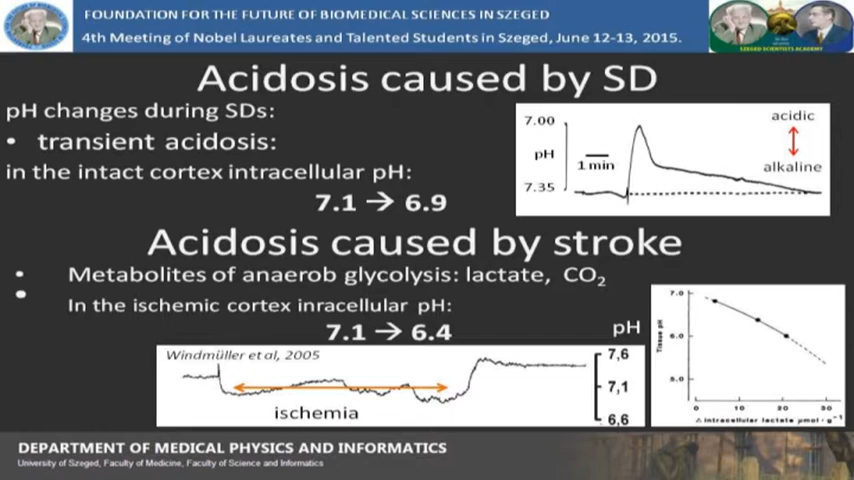 FOUNDATION FOR THE FUTURE OF BIOMEDICAL SCIENCES IN SZEGED
4th Meeting of Nobel Laureates and Talented Students in Szeged, June 12-13, 2015.
SZEGED SCIENTISTS ACADEMY
Acidosis caused by SD
pH changes during SDs:
• transient acidosis:
in the intact cortex intracellular pH:
7.1 → 6.9
7.00
pH
7.35
1 min
acidic
alkaline
Acidosis caused by stroke
• Metabolites of anaerob glycolysis: lactate, CO₂
• In the ischemic cortex inracellular pH:
7.1 → 6.4
pH
Windmüller et al, 2005
ischemia
7,6
7,1
6,6
7.0
6.0
5.0
Tissue pH
0 10 20 30
Δ intracellular lactate µmol · g⁻¹
DEPARTMENT OF MEDICAL PHYSICS AND INFORMATICS
University of Szeged, Faculty of Medicine, Faculty of Science and Informatics